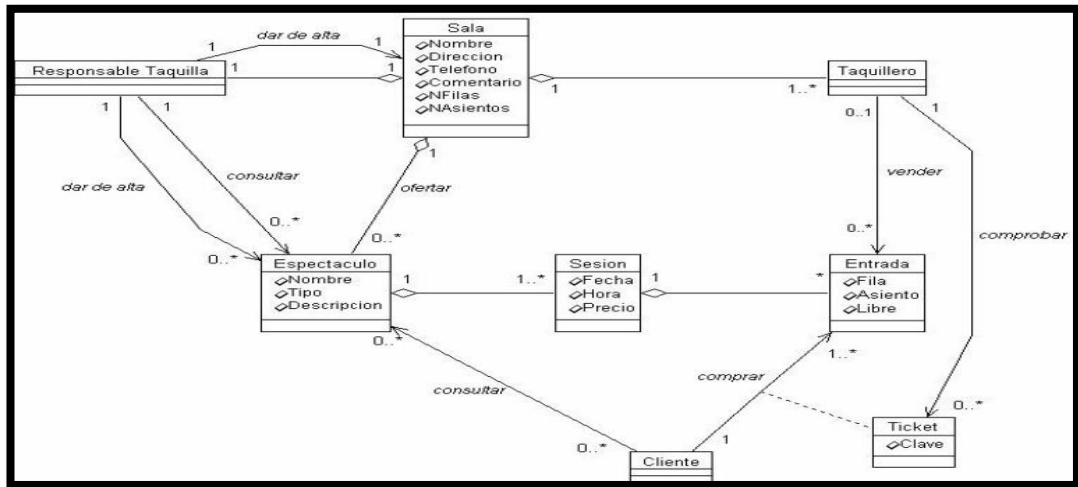 Sala
Nombre
Direccion
Telefono
Comentario
NFilas
NAsientos
dar de alta
1
1
Responsable Taquilla
1
1
Taquillero
1
1..*
1
1
dar de alta
consultar
0..*
0..*
1
ofertar
0..*
0..1
1
vender
0..*
comprobar
Espectaculo
Nombre
Tipo
Descripcion
1
1..*
Sesion
Fecha
Hora
Precio
1
*
Entrada
Fila
Asiento
Libre
0..*
consultar
0..*
1..*
comprar
1
Cliente
0..*
Ticket
Clave